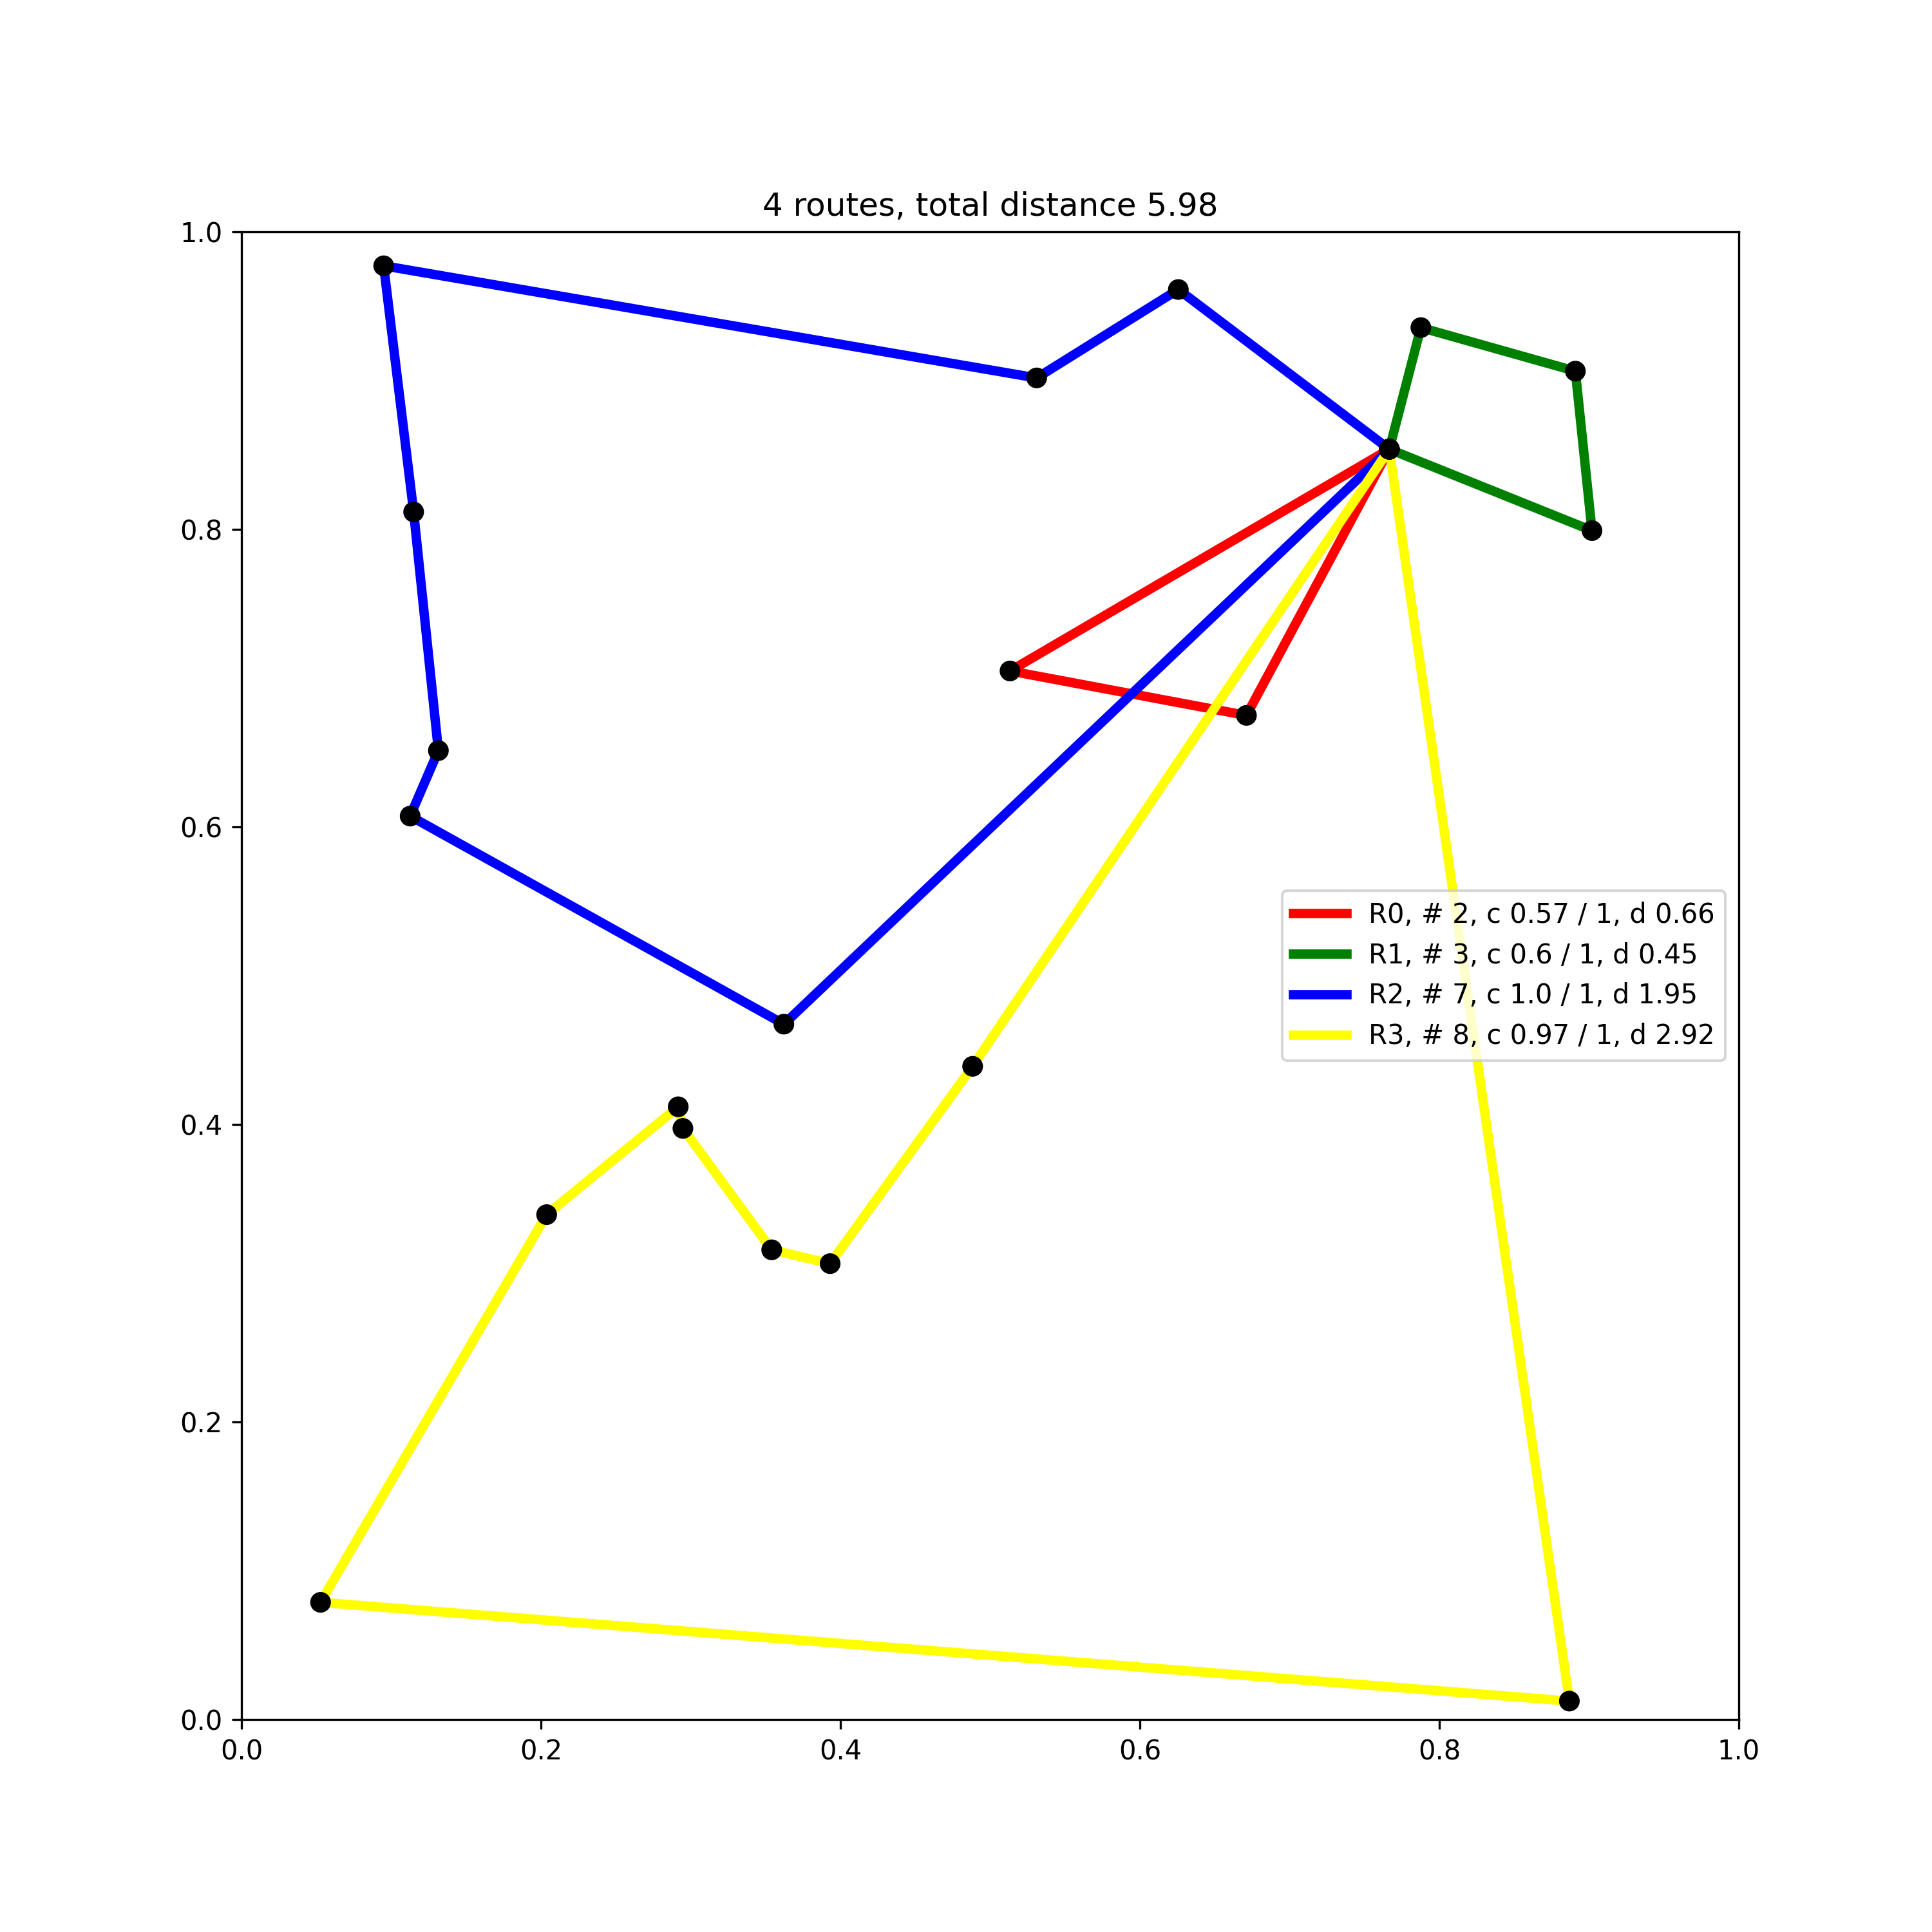 4 routes, total distance 5.98
1.0
0.8
0.6
0.4
0.2
0.0
R0, # 2, c 0.57 / 1, d 0.66
R1, # 3, c 0.6 / 1, d 0.45
R2, # 7, c 1.0 / 1, d 1.95
R3, # 8, c 0.97 / 1, d 2.92
0.0 0.2 0.4 0.6 0.8 1.0